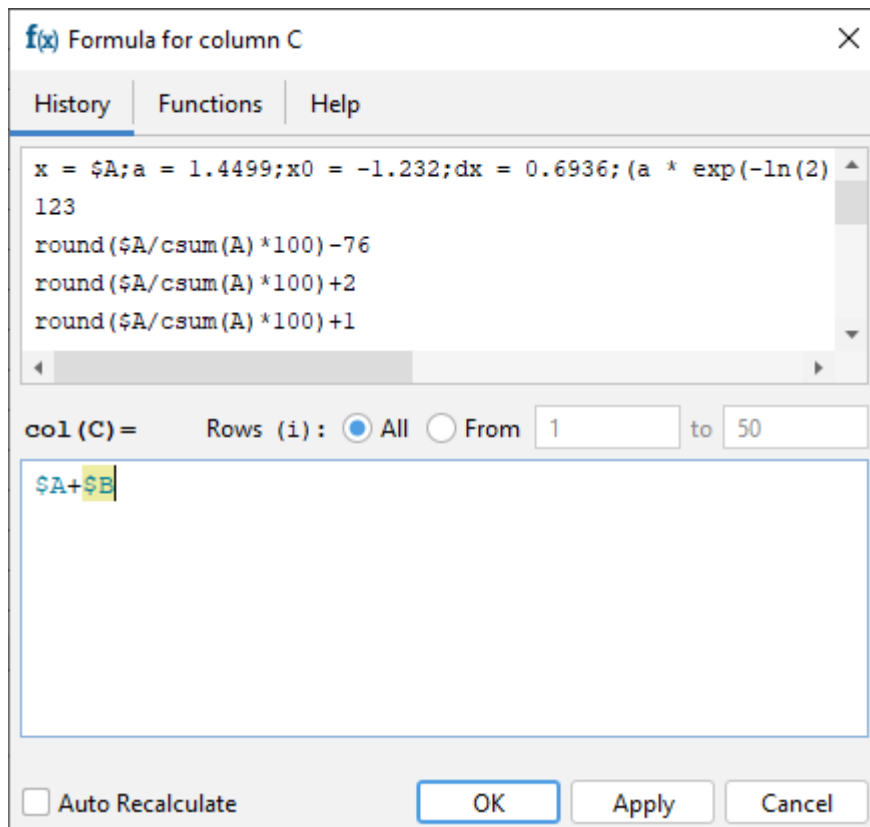 f(x) Formula for column C
History Functions Help
x = $A;a = 1.4499;x0 = -1.232;dx = 0.6936;(a * exp(-ln(2)
123
round($A/csum(A)*100)-76
round($A/csum(A)*100)+2
round($A/csum(A)*100)+1
col(C)= Rows (i): All From 1 to 50
$A+$B
Auto Recalculate OK Apply Cancel